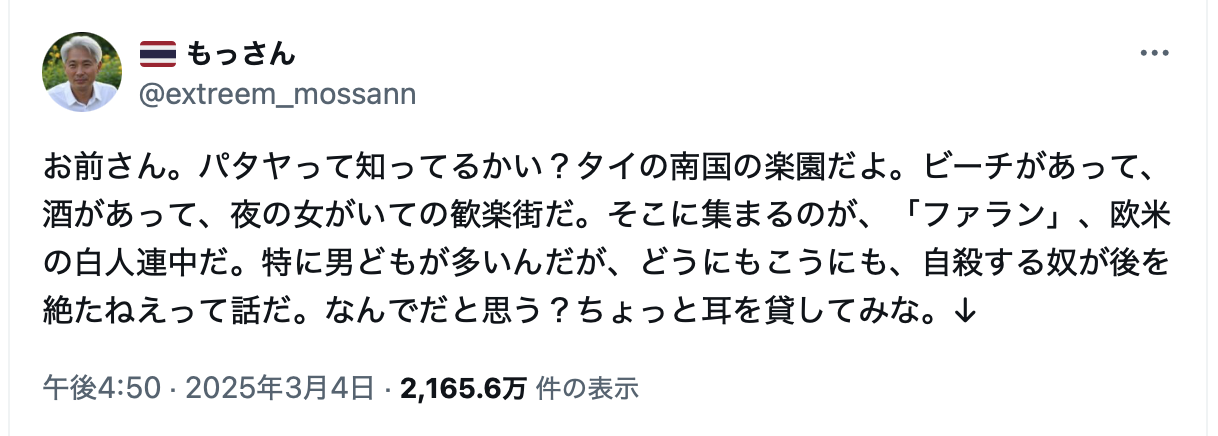 🇹🇭 もっさん
@extreem_mossann
お前さん。パタヤって知ってるかい？タイの南国の楽園だよ。ビーチがあって、
酒があって、夜の女がいての歓楽街だ。そこに集まるのが、「ファラン」、欧米
の白人連中だ。特に男どもが多いんだが、どうにもこうにも、自殺する奴が後を
絶たねえって話だ。なんでだと思う？ちょっと耳を貸してみな。↓
午後4:50 · 2025年3月4日 · 2,165.6万 件の表示